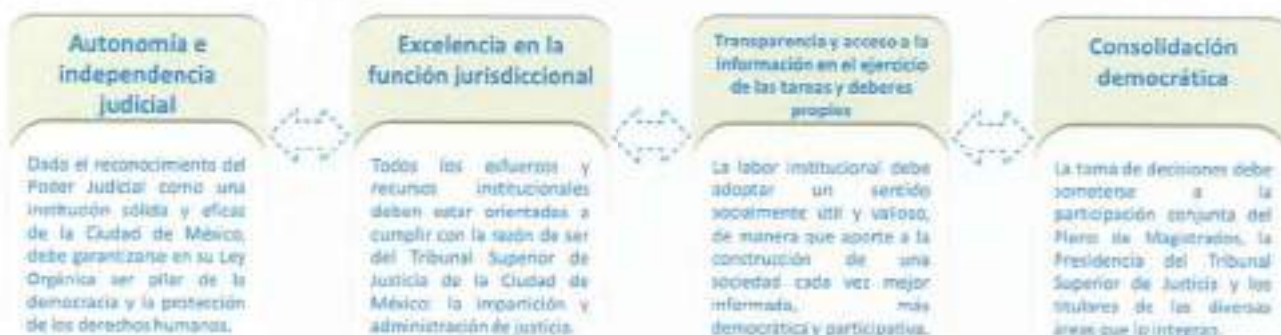 Autonomía e
independencia
judicial
Dado el reconocimiento del
Poder Judicial como una
institución sólida y eficaz
de la Ciudad de México,
debe garantizarse en su Ley
Orgánica ser pilar de la
democracia y la protección
de los derechos humanos.
Excelencia en la
función jurisdiccional
Todos los esfuerzos y
recursos institucionales
deben estar orientados a
cumplir con la razón de ser
del Tribunal Superior de
Justicia de la Ciudad de
México: la impartición y
administración de justicia.
Transparencia y acceso a la
información en el ejercicio
de las tareas y deberes
propios
La labor institucional debe
adoptar un sentido
socialmente útil y valioso,
de manera que aporte a la
construcción de una
sociedad cada vez mejor
informada, más
democrática y participativa.
Consolidación
democrática
La toma de decisiones debe
someterse a la
participación conjunta del
Pleno de Magistrados, la
Presidencia del Tribunal
Superior de Justicia y los
titulares de las diversas
áreas que lo integran.